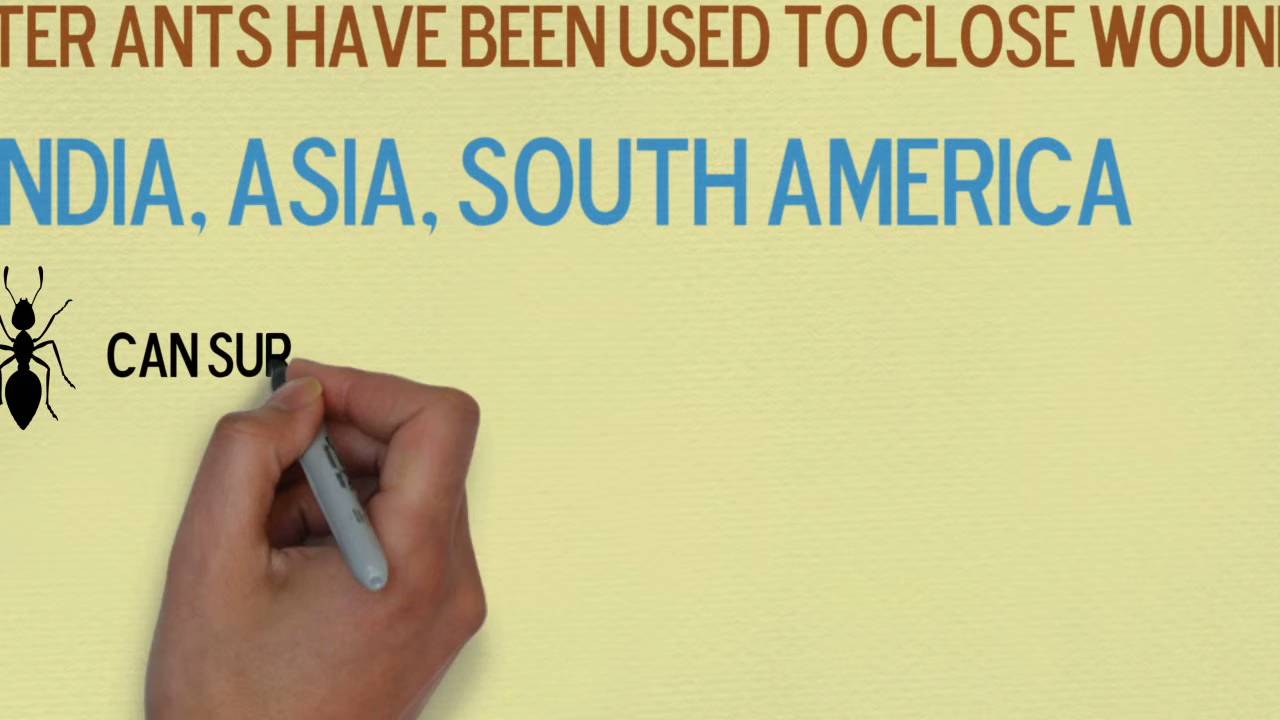 TER ANTS HAVE BEEN USED TO CLOSE WOUN
NDIA, ASIA, SOUTH AMERICA
CAN SUR